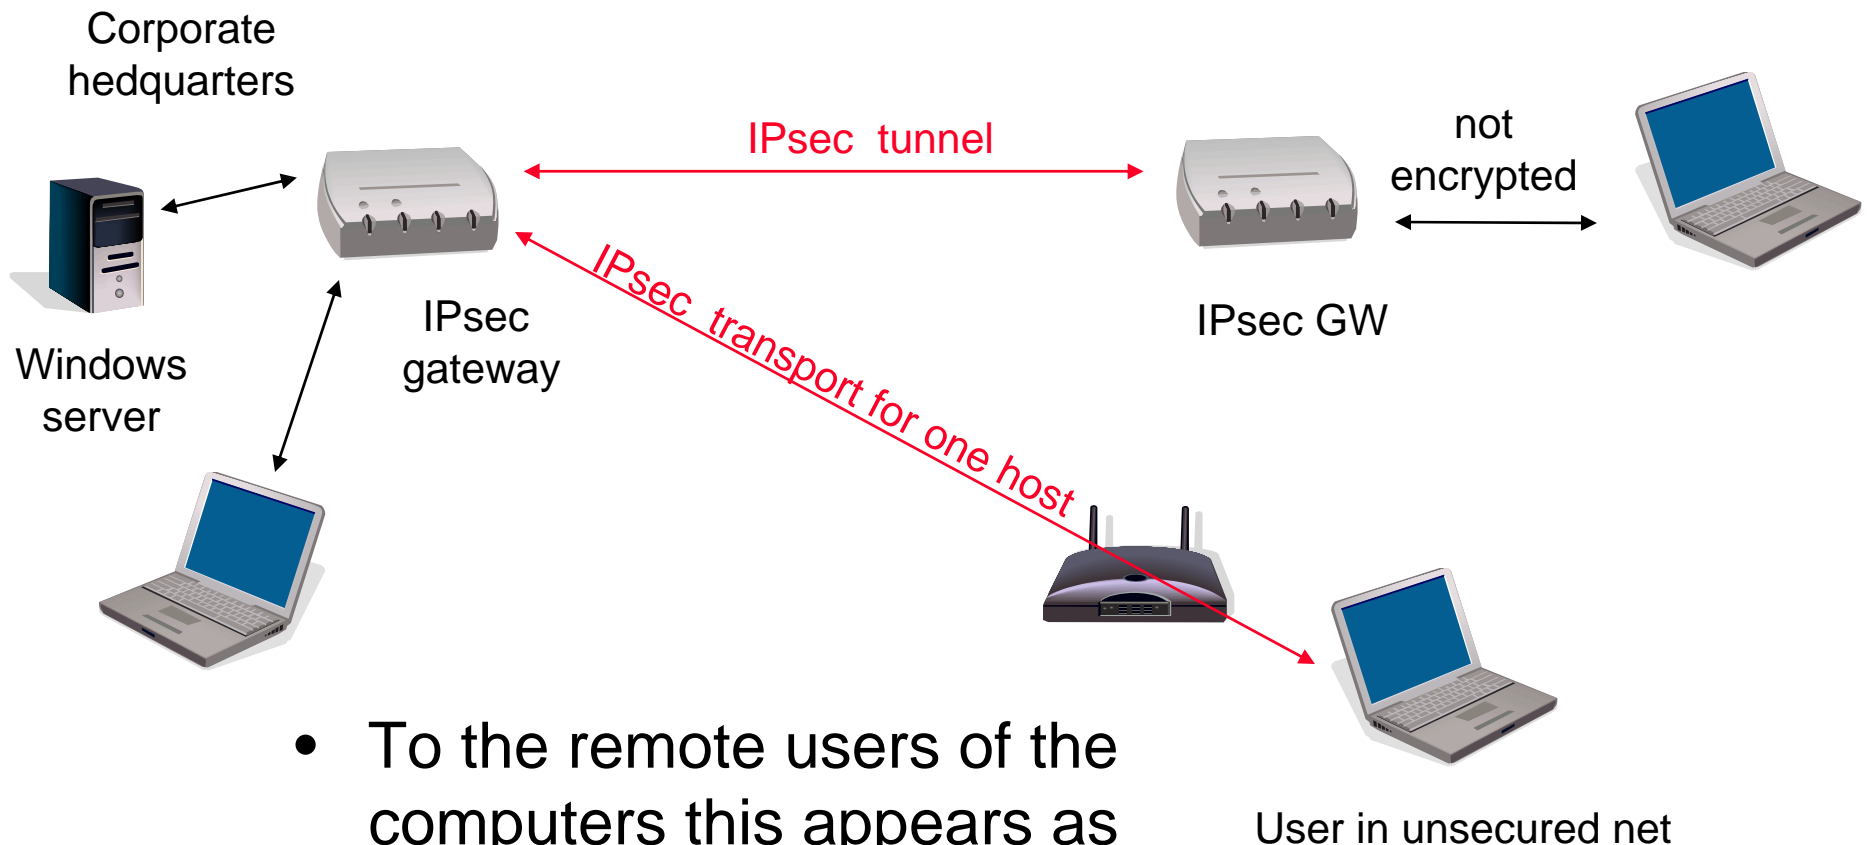 Corporate
hedquarters
IPsec tunnel
not
encrypted
IPsec transport for one host
IPsec
gateway
IPsec GW
Windows
server
• To the remote users of the
computers this appears as
User in unsecured net